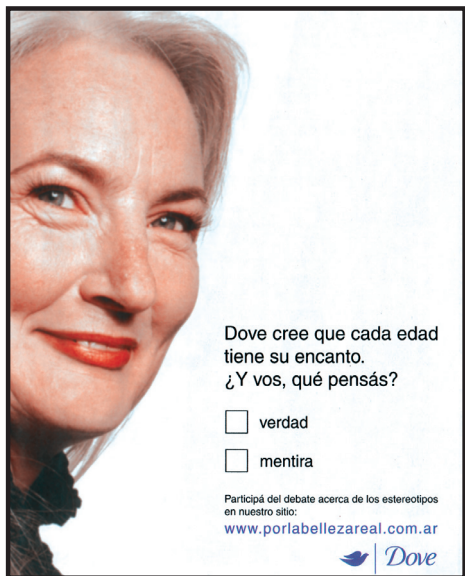 Dove cree que cada edad
tiene su encanto.
¿Y vos, qué pensás?
verdad
mentira
Participá del debate acerca de los estereotipos
en nuestro sitio:
www.porlabellezareal.com.ar
Dove